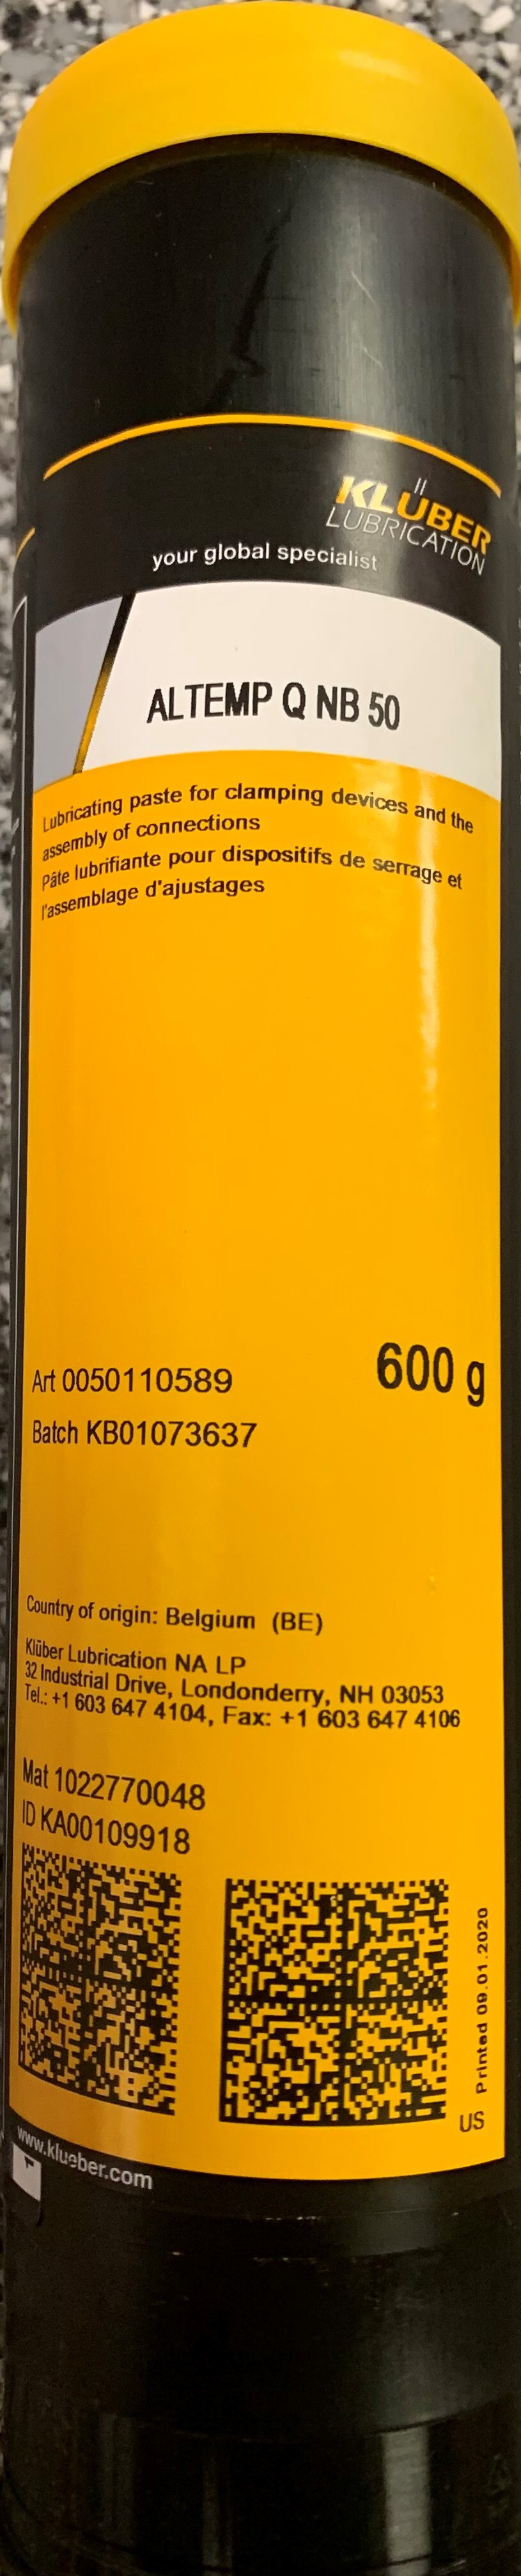 KLÜBER
LUBRICATION
your global specialist
ALTEMP Q NB 50
Lubricating paste for clamping devices and the
assembly of connections
Pâte lubrifiante pour dispositifs de serrage et
l'assemblage d'ajustages
600 g
Art 0050110589
Batch KB01073637
Country of origin: Belgium (BE)
Klüber Lubrication NA LP
32 Industrial Drive, Londonderry, NH 03053
Tel.: +1 603 647 4104, Fax: +1 603 647 4106
Mat 1022770048
ID KA00109918
Printed 09.01.2020
US
www.klueber.com